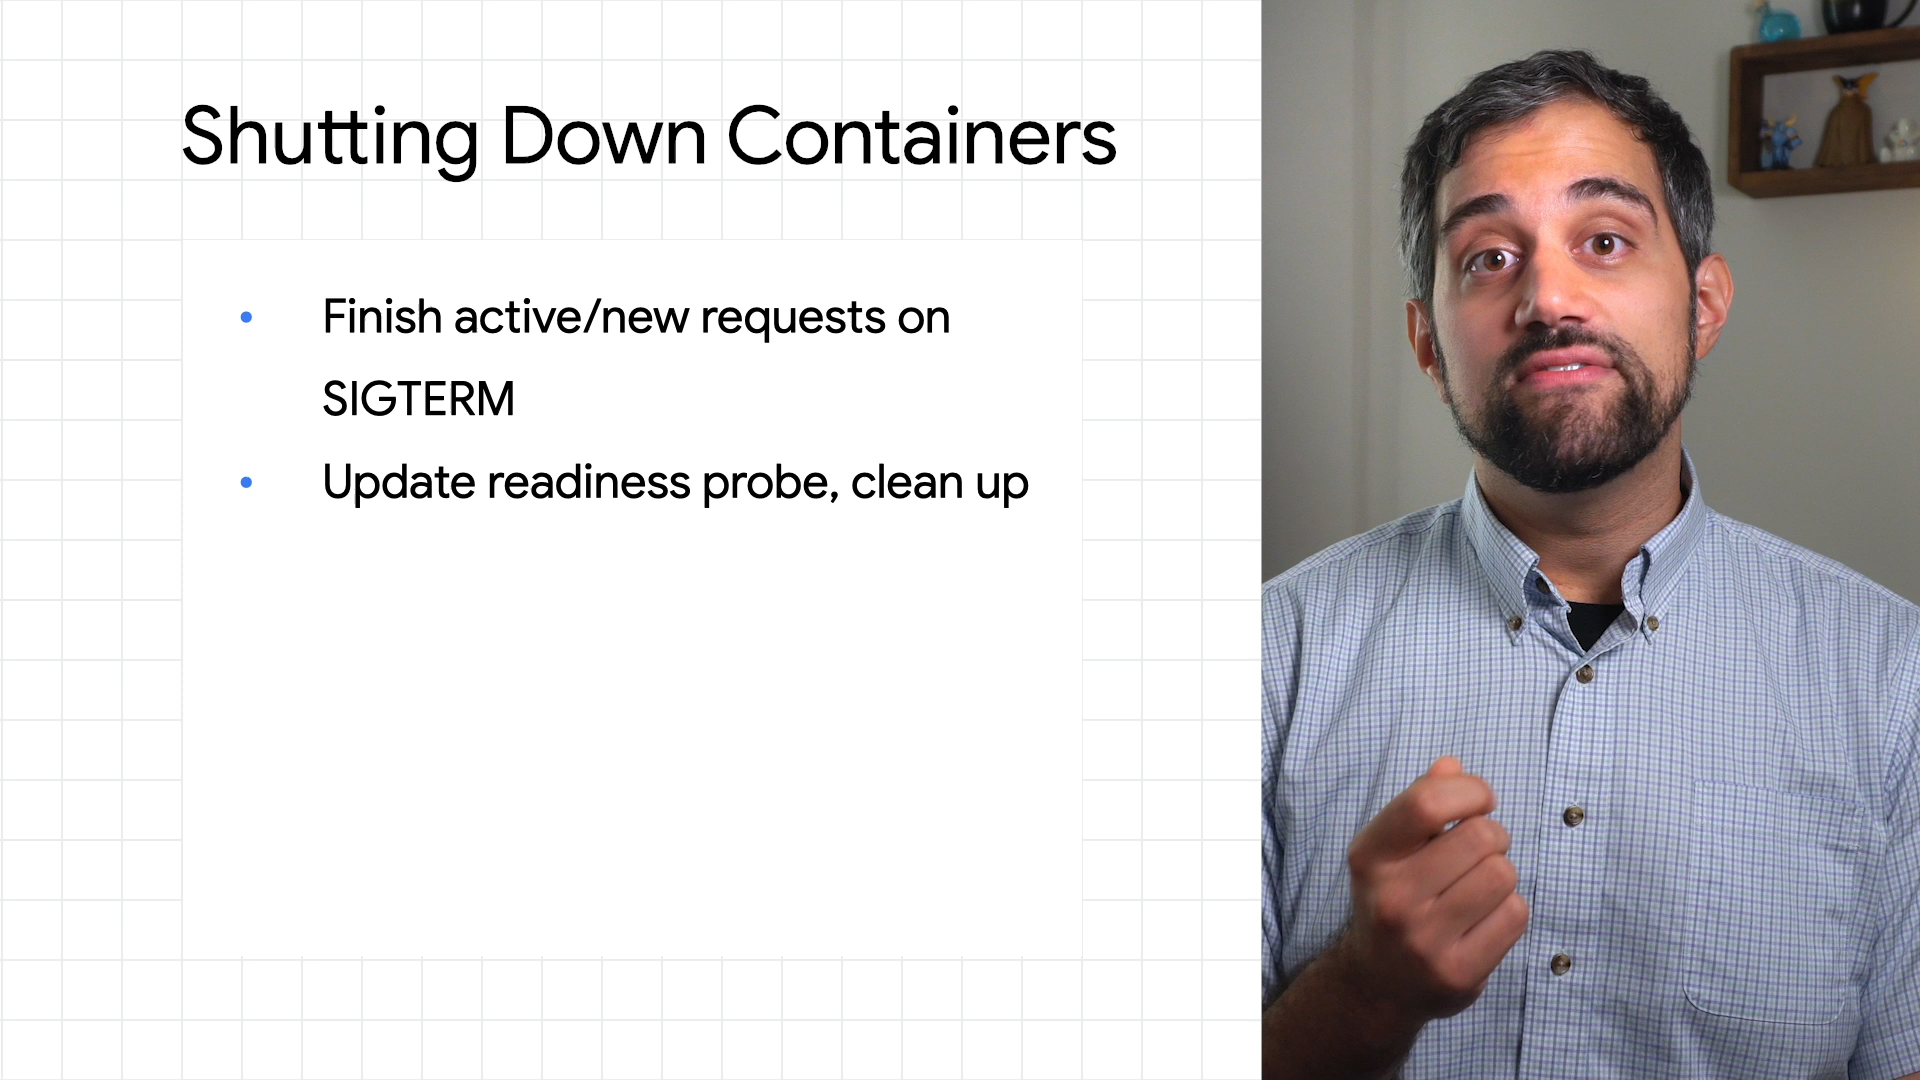 Shutting Down Containers
• Finish active/new requests on
SIGTERM
• Update readiness probe, clean up